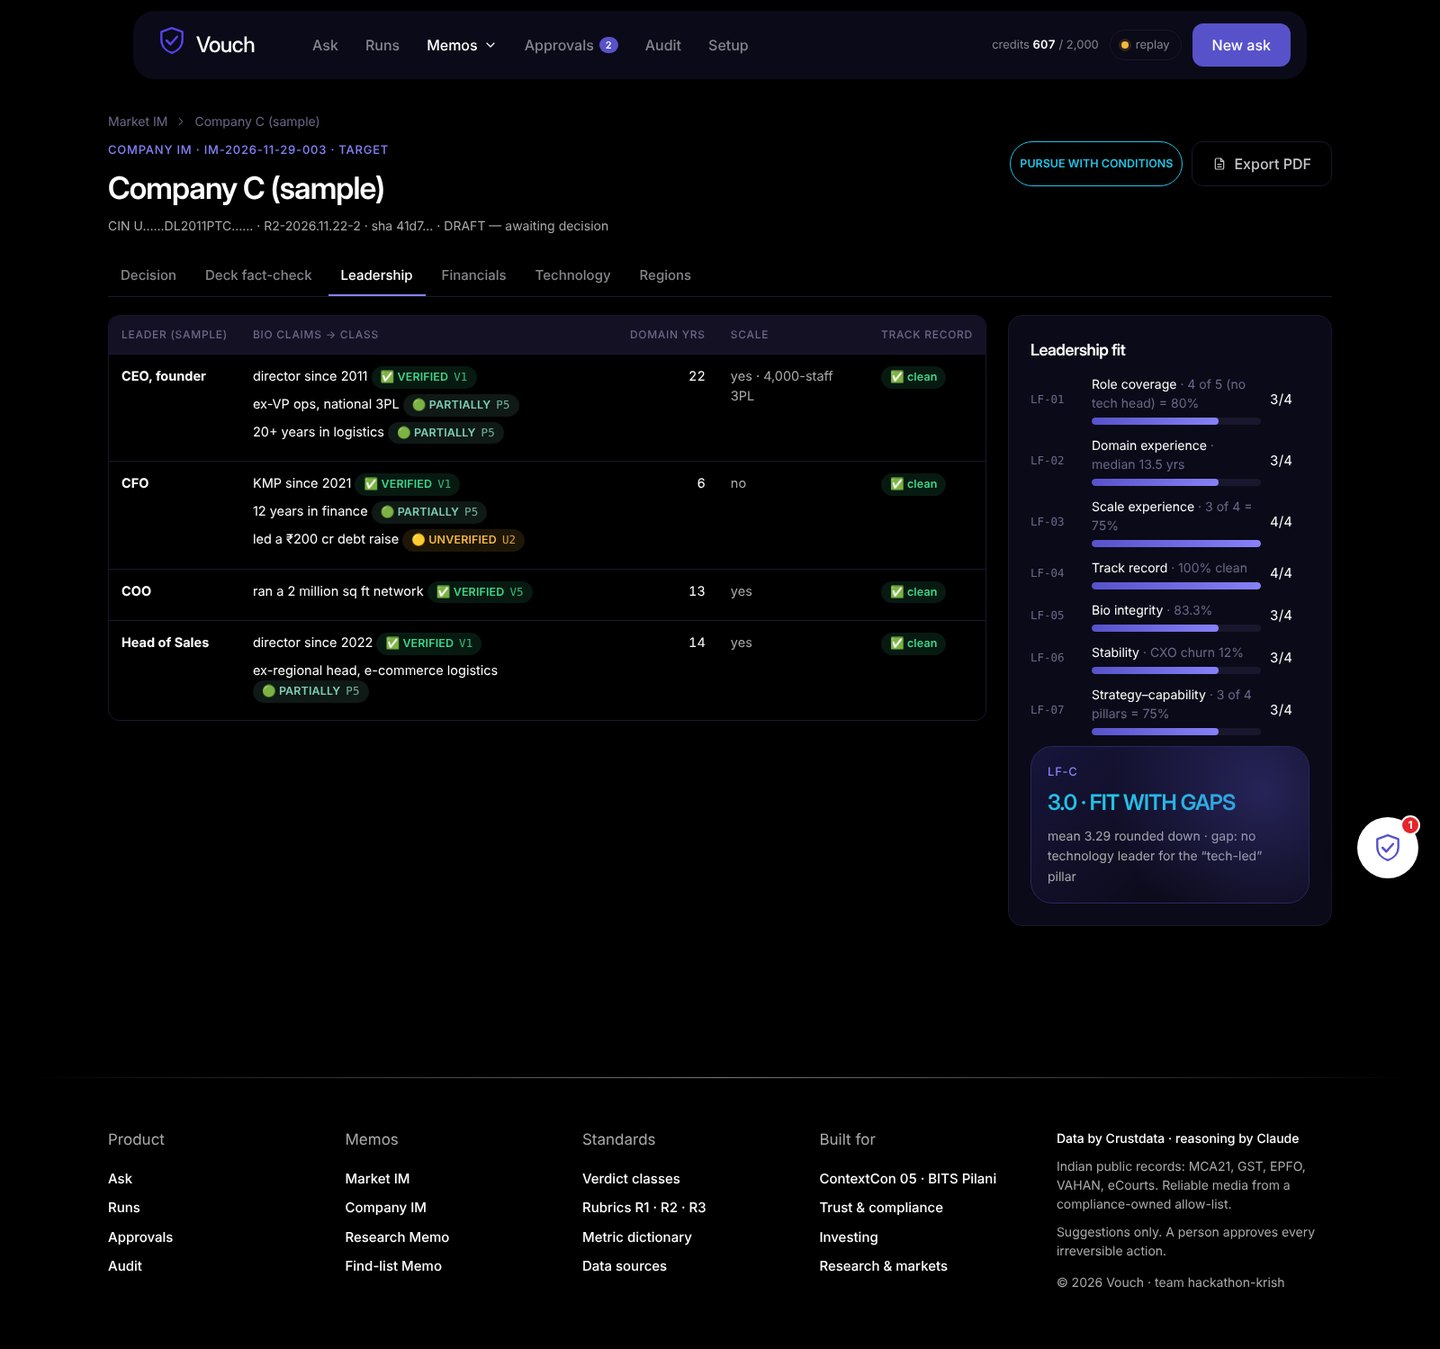 Vouch
Ask
Runs
Memos
Approvals 2
Audit
Setup
credits 607 / 2,000
replay
New ask
Market IM > Company C (sample)
COMPANY IM · IM-2026-11-29-003 · TARGET
Company C (sample)
CIN U......DL2011PTC...... · R2-2026.11.22-2 · sha 41d7... · DRAFT — awaiting decision
PURSUE WITH CONDITIONS
Export PDF
Decision
Deck fact-check
Leadership
Financials
Technology
Regions
LEADER (SAMPLE) BIO CLAIMS → CLASS DOMAIN YRS SCALE TRACK RECORD
CEO, founder
director since 2011 ✅ VERIFIED V1
ex-VP ops, national 3PL 🟢 PARTIALLY P5
20+ years in logistics 🟢 PARTIALLY P5
22
yes · 4,000-staff
3PL
✅ clean
CFO
KMP since 2021 ✅ VERIFIED V1
12 years in finance 🟢 PARTIALLY P5
led a ₹200 cr debt raise 🟡 UNVERIFIED U2
6
no
✅ clean
COO
ran a 2 million sq ft network ✅ VERIFIED V5
13
yes
✅ clean
Head of Sales
director since 2022 ✅ VERIFIED V1
ex-regional head, e-commerce logistics
🟢 PARTIALLY P5
14
yes
✅ clean
Leadership fit
LF-01
Role coverage · 4 of 5 (no
tech head) = 80%
3/4
LF-02
Domain experience ·
median 13.5 yrs
3/4
LF-03
Scale experience · 3 of 4 =
75%
4/4
LF-04
Track record · 100% clean
4/4
LF-05
Bio integrity · 83.3%
3/4
LF-06
Stability · CXO churn 12%
3/4
LF-07
Strategy–capability · 3 of 4
pillars = 75%
3/4
LF-C
3.0 · FIT WITH GAPS
mean 3.29 rounded down · gap: no
technology leader for the “tech-led”
pillar
1
Product
Ask
Runs
Approvals
Audit
Memos
Market IM
Company IM
Research Memo
Find-list Memo
Standards
Verdict classes
Rubrics R1 · R2 · R3
Metric dictionary
Data sources
Built for
ContextCon 05 · BITS Pilani
Trust & compliance
Investing
Research & markets
Data by Crustdata · reasoning by Claude
Indian public records: MCA21, GST, EPFO,
VAHAN, eCourts. Reliable media from a
compliance-owned allow-list.
Suggestions only. A person approves every
irreversible action.
© 2026 Vouch · team hackathon-krish